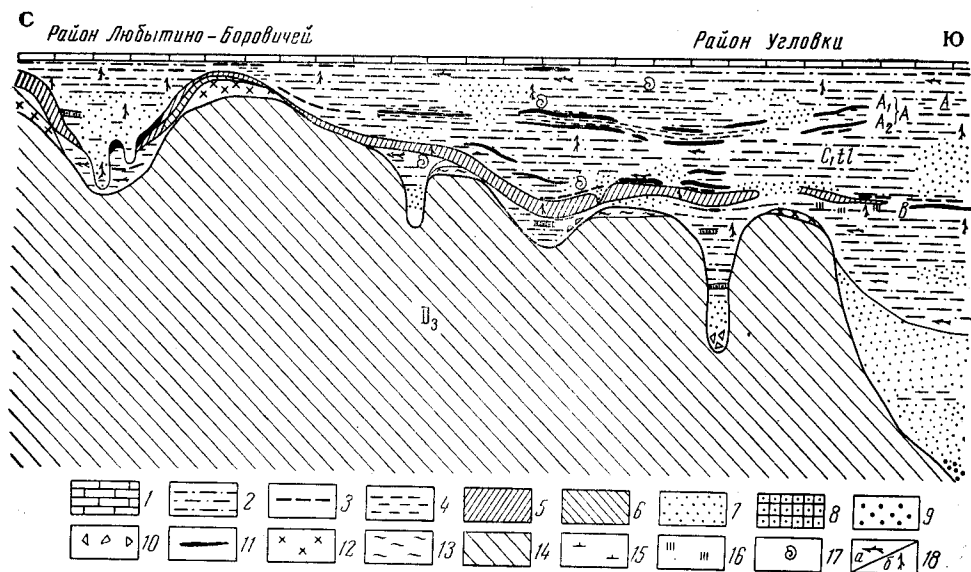 С Ю
Район Любытино-Боровичей Район Угловки
A₁ } A Δ
A₂
C₁tl
B
D₃
1 2 3 4 5 6 7 8 9
10 11 12 13 14 15 16 17 а б 18